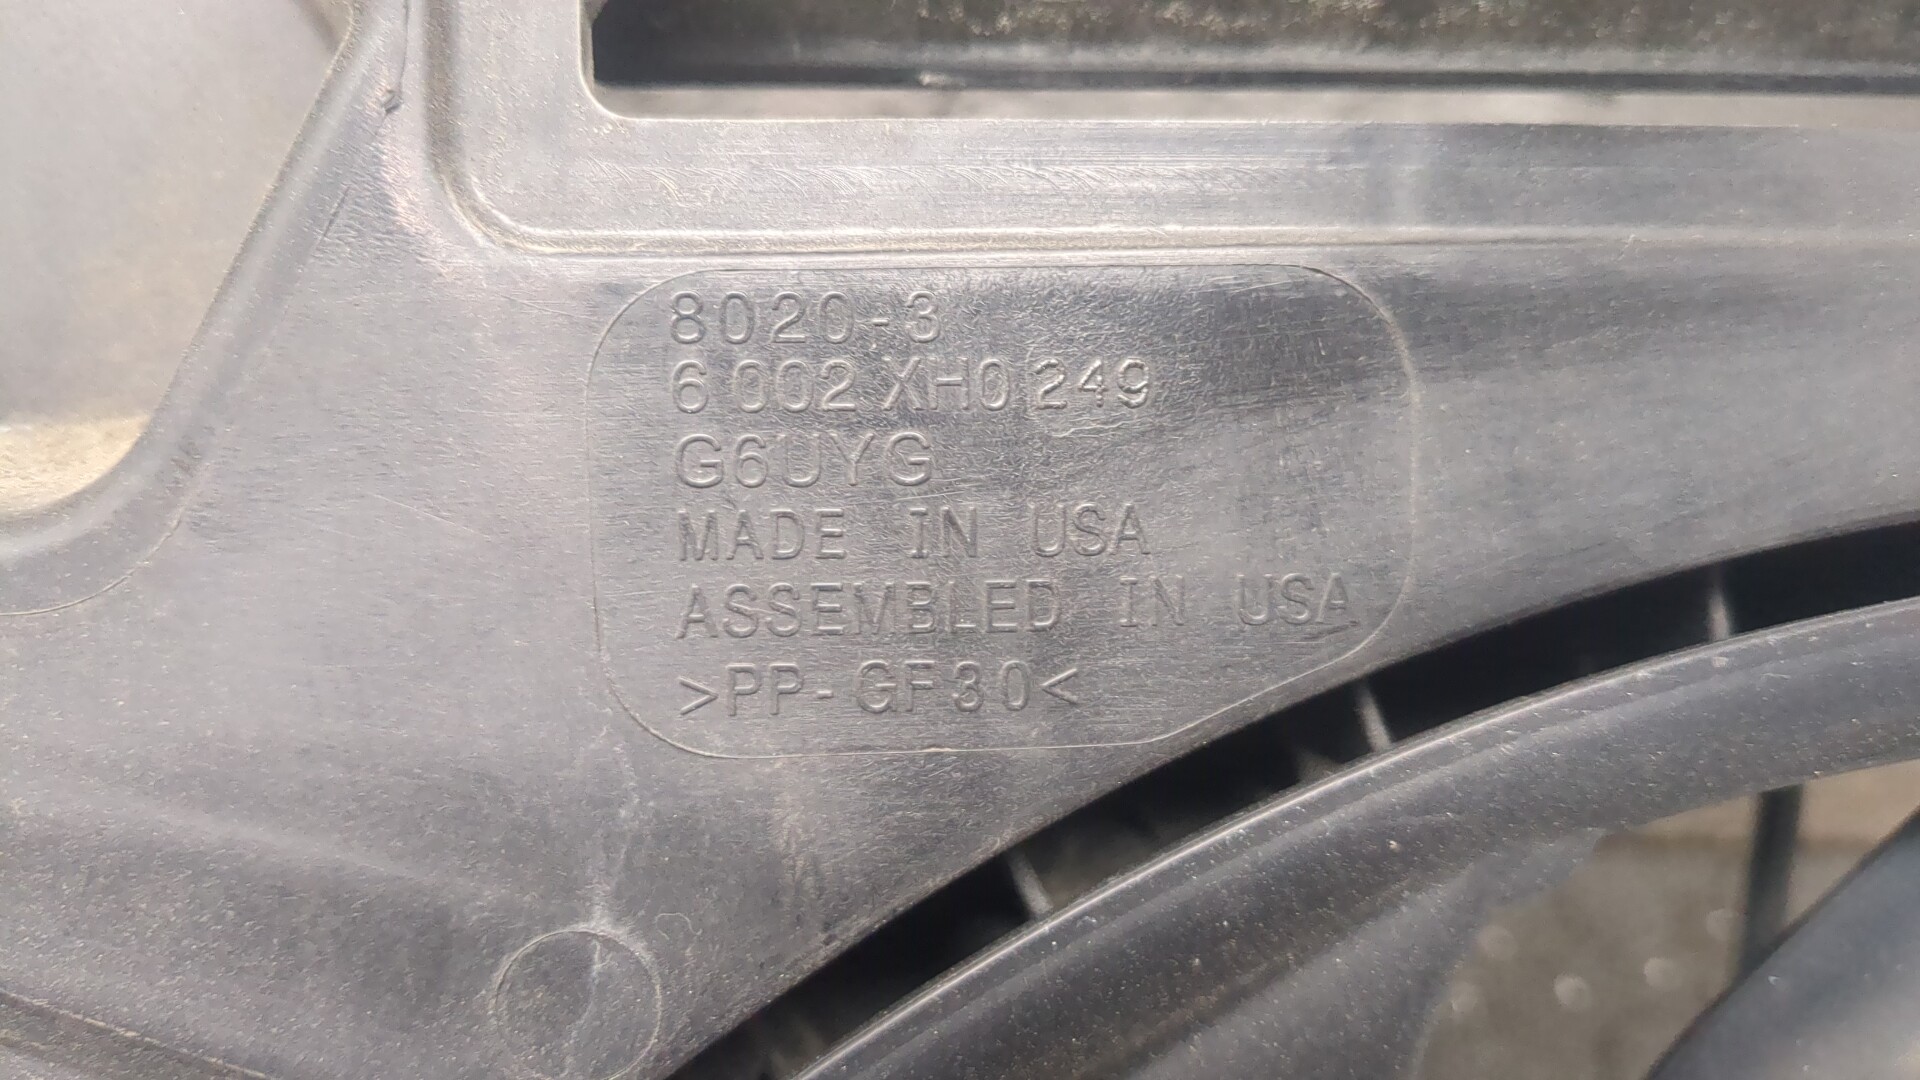 8020-3
6 002 XH0 249
G6UYG
MADE IN USA
ASSEMBLED IN USA
>PP-GF30<